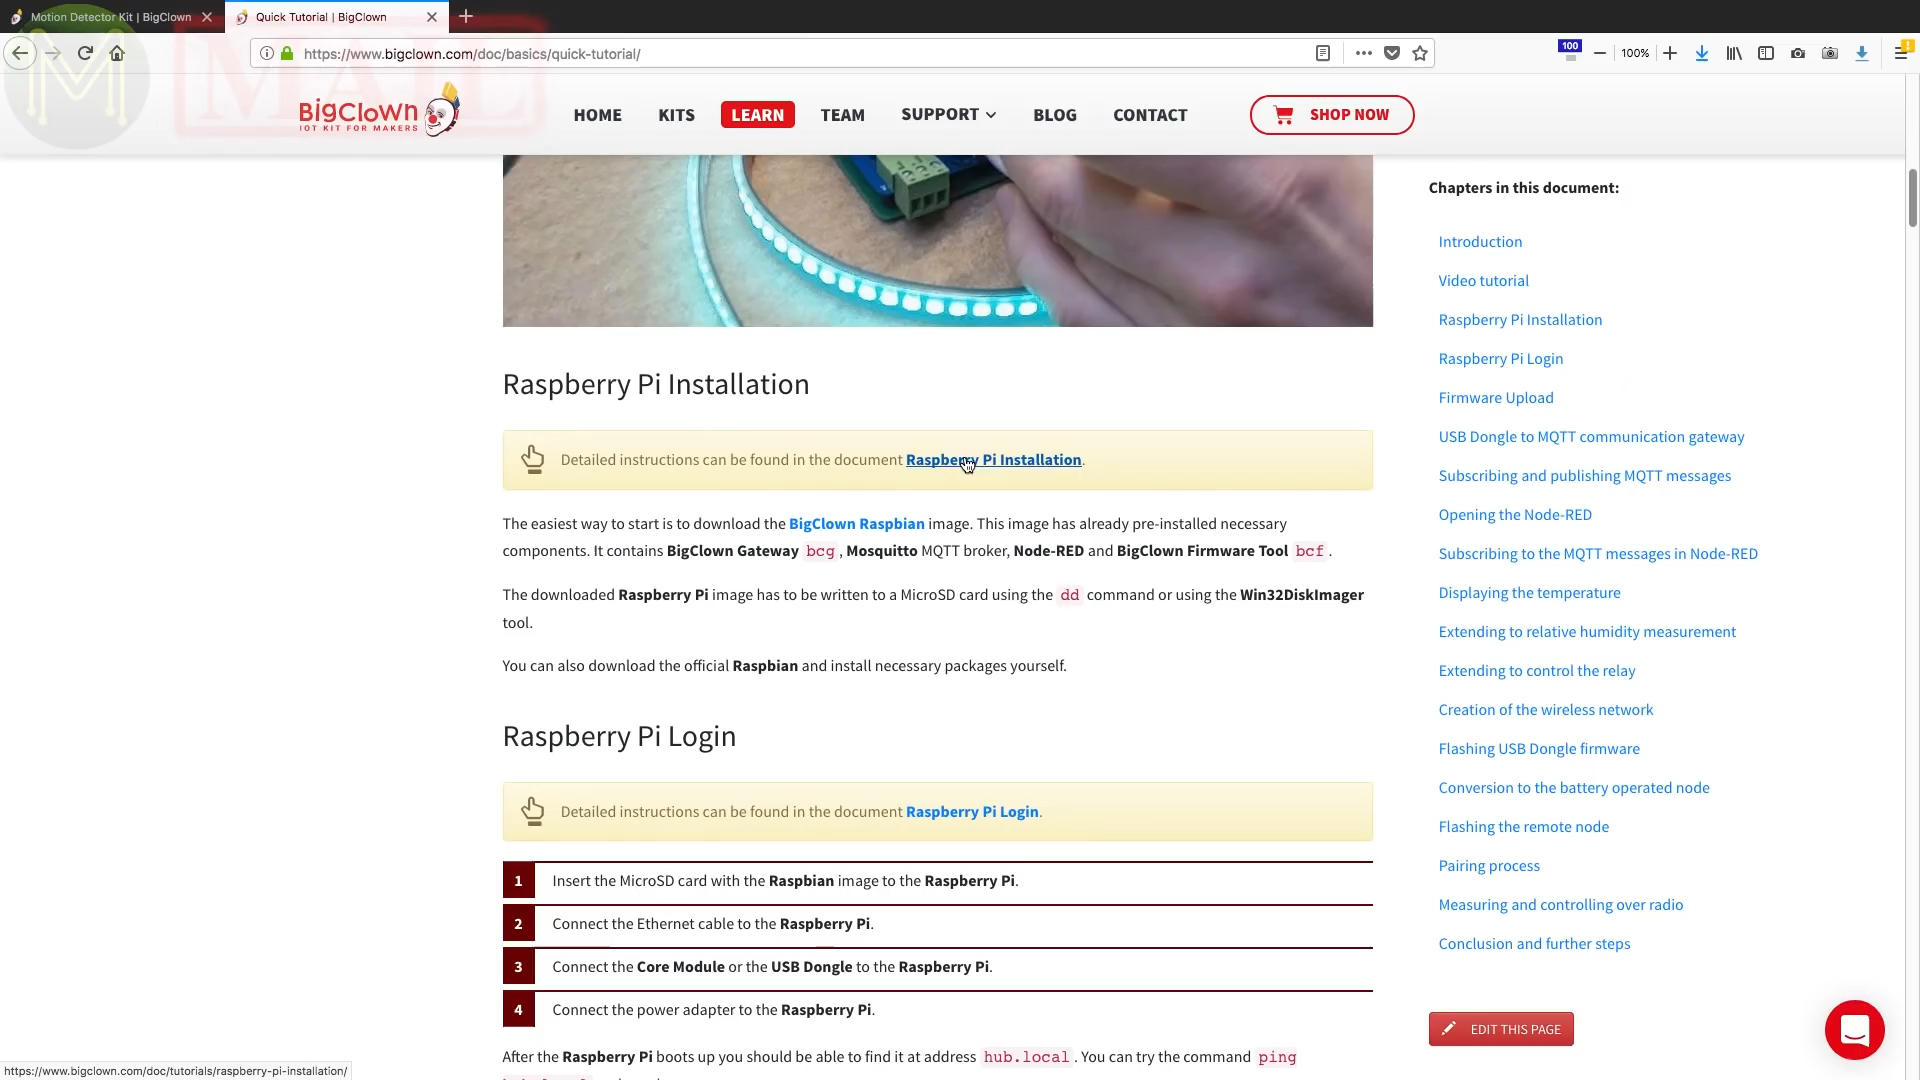 Motion Detector Kit | BigClown
Quick Tutorial | BigClown
https://www.bigclown.com/doc/basics/quick-tutorial/
100
100%
BigClown
IOT KIT FOR MAKERS
HOME
KITS
LEARN
TEAM
SUPPORT
BLOG
CONTACT
SHOP NOW
Raspberry Pi Installation
Detailed instructions can be found in the document Raspberry Pi Installation.
The easiest way to start is to download the BigClown Raspbian image. This image has already pre-installed necessary
components. It contains BigClown Gateway bcg , Mosquitto MQTT broker, Node-RED and BigClown Firmware Tool bcf .
The downloaded Raspberry Pi image has to be written to a MicroSD card using the dd command or using the Win32DiskImager
tool.
You can also download the official Raspbian and install necessary packages yourself.
Raspberry Pi Login
Detailed instructions can be found in the document Raspberry Pi Login.
1 Insert the MicroSD card with the Raspbian image to the Raspberry Pi.
2 Connect the Ethernet cable to the Raspberry Pi.
3 Connect the Core Module or the USB Dongle to the Raspberry Pi.
4 Connect the power adapter to the Raspberry Pi.
After the Raspberry Pi boots up you should be able to find it at address hub.local . You can try the command ping
Chapters in this document:
Introduction
Video tutorial
Raspberry Pi Installation
Raspberry Pi Login
Firmware Upload
USB Dongle to MQTT communication gateway
Subscribing and publishing MQTT messages
Opening the Node-RED
Subscribing to the MQTT messages in Node-RED
Displaying the temperature
Extending to relative humidity measurement
Extending to control the relay
Creation of the wireless network
Flashing USB Dongle firmware
Conversion to the battery operated node
Flashing the remote node
Pairing process
Measuring and controlling over radio
Conclusion and further steps
EDIT THIS PAGE
https://www.bigclown.com/doc/tutorials/raspberry-pi-installation/